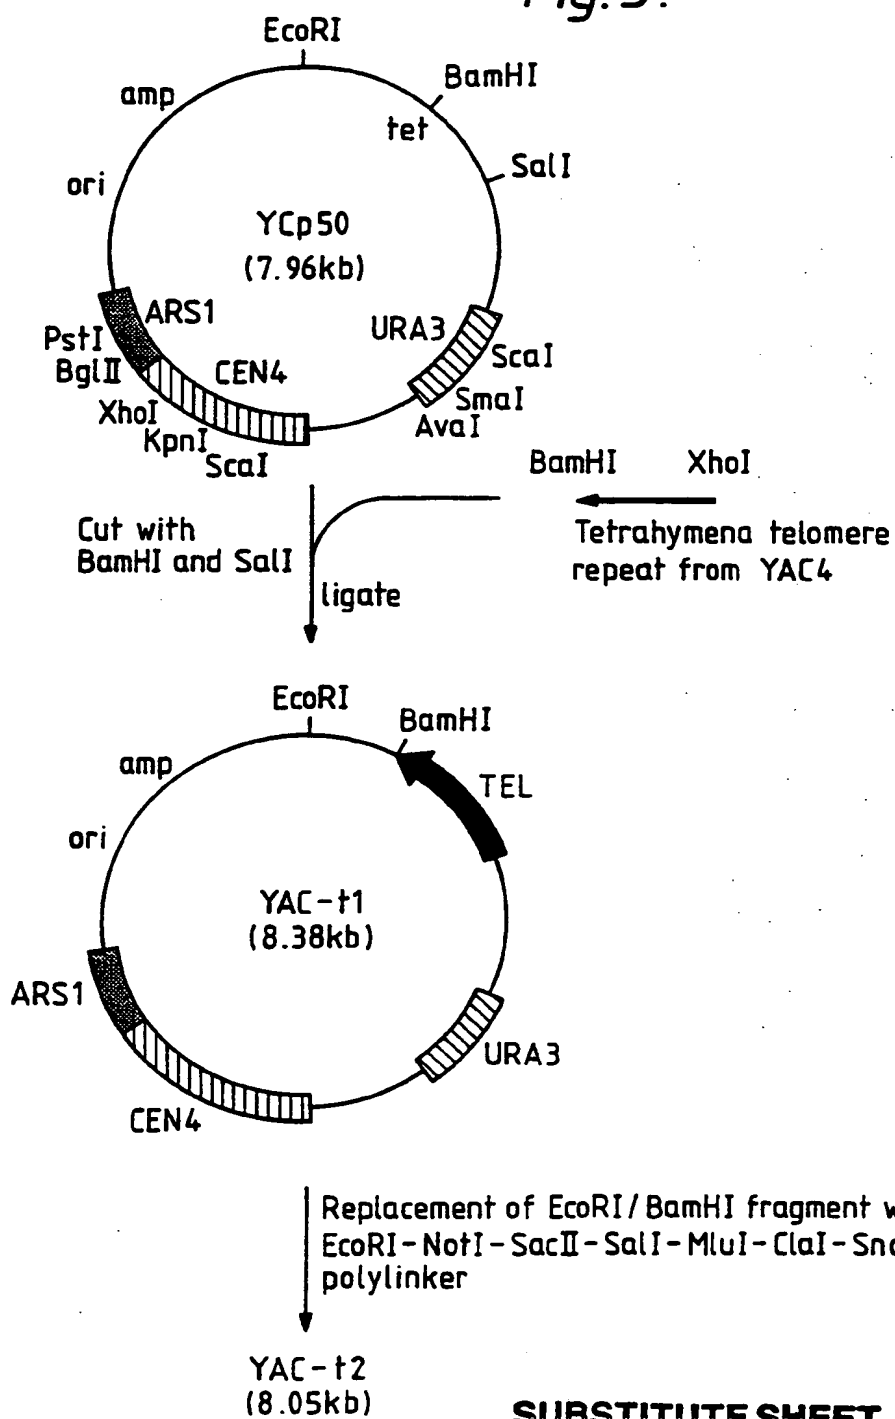 Fig. 5.
EcoRI
BamHI
amp
tet
SalI
ori
YCp50
(7.96kb)
ARS1
URA3
PstI
BglII
CEN4
ScaI
XhoI
SmaI
KpnI
AvaI
ScaI
BamHI XhoI
Cut with
BamHI and SalI
Tetrahymena telomere
repeat from YAC4
ligate
EcoRI
BamHI
amp
TEL
ori
YAC-t1
(8.38kb)
ARS1
URA3
CEN4
Replacement of EcoRI/BamHI fragment
EcoRI-NotI-SacII-SalI-MluI-ClaI-
polylinker
YAC-t2
(8.05kb)
SUBSTITUTE SHEET